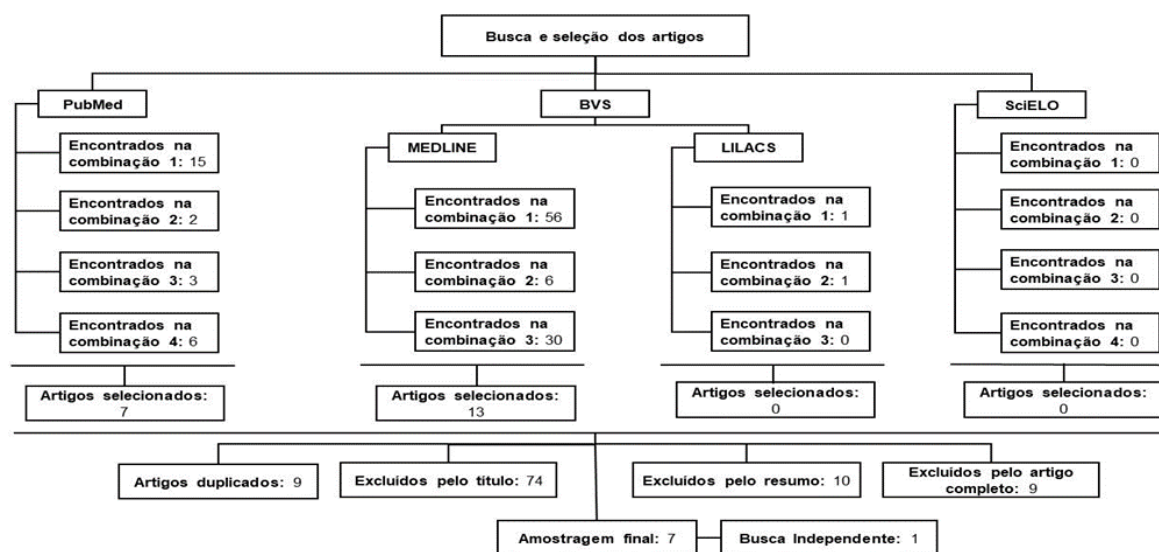 Busca e seleção dos artigos
PubMed
Encontrados na
combinação 1: 15
Encontrados na
combinação 2: 2
Encontrados na
combinação 3: 3
Encontrados na
combinação 4: 6
Artigos selecionados:
7
BVS
MEDLINE
Encontrados na
combinação 1: 56
Encontrados na
combinação 2: 6
Encontrados na
combinação 3: 30
Artigos selecionados:
13
LILACS
Encontrados na
combinação 1: 1
Encontrados na
combinação 2: 1
Encontrados na
combinação 3: 0
Artigos selecionados:
0
SciELO
Encontrados na
combinação 1: 0
Encontrados na
combinação 2: 0
Encontrados na
combinação 3: 0
Encontrados na
combinação 4: 0
Artigos selecionados:
0
Artigos duplicados: 9
Excluídos pelo título: 74
Excluídos pelo resumo: 10
Excluídos pelo artigo
completo: 9
Amostragem final: 7
Busca Independente: 1